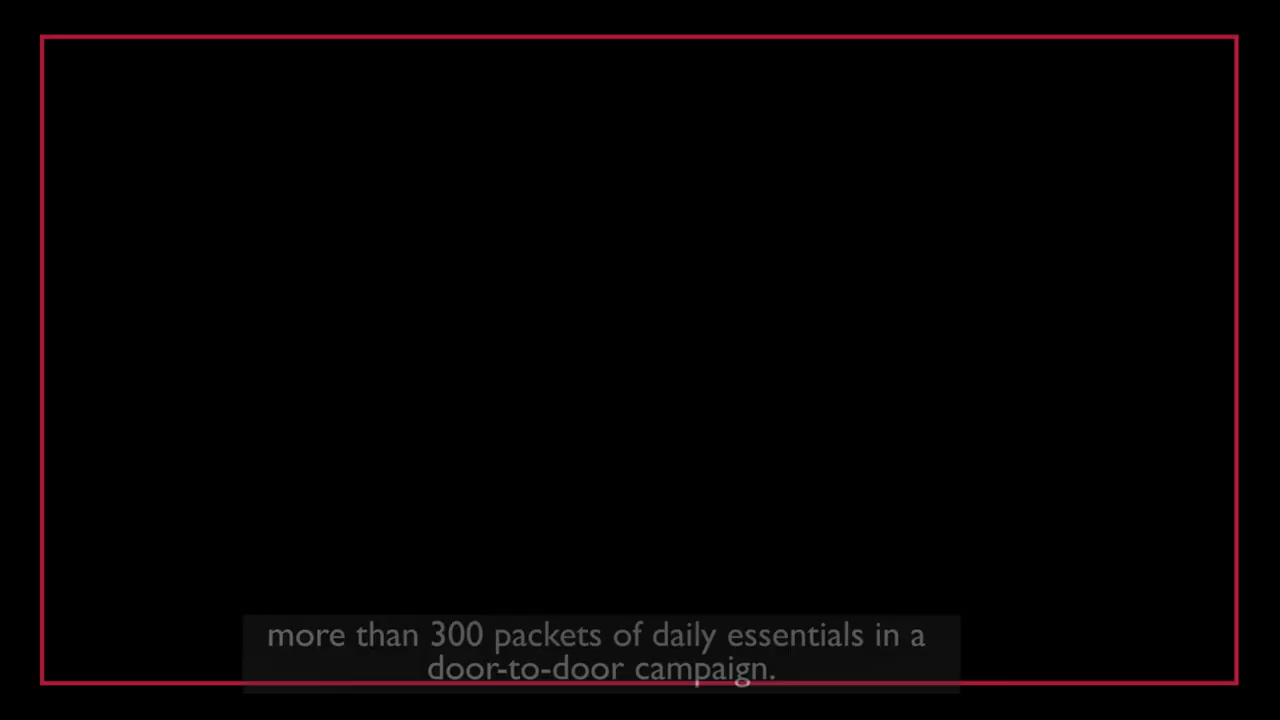 more than 300 packets of daily essentials in a
door-to-door campaign.